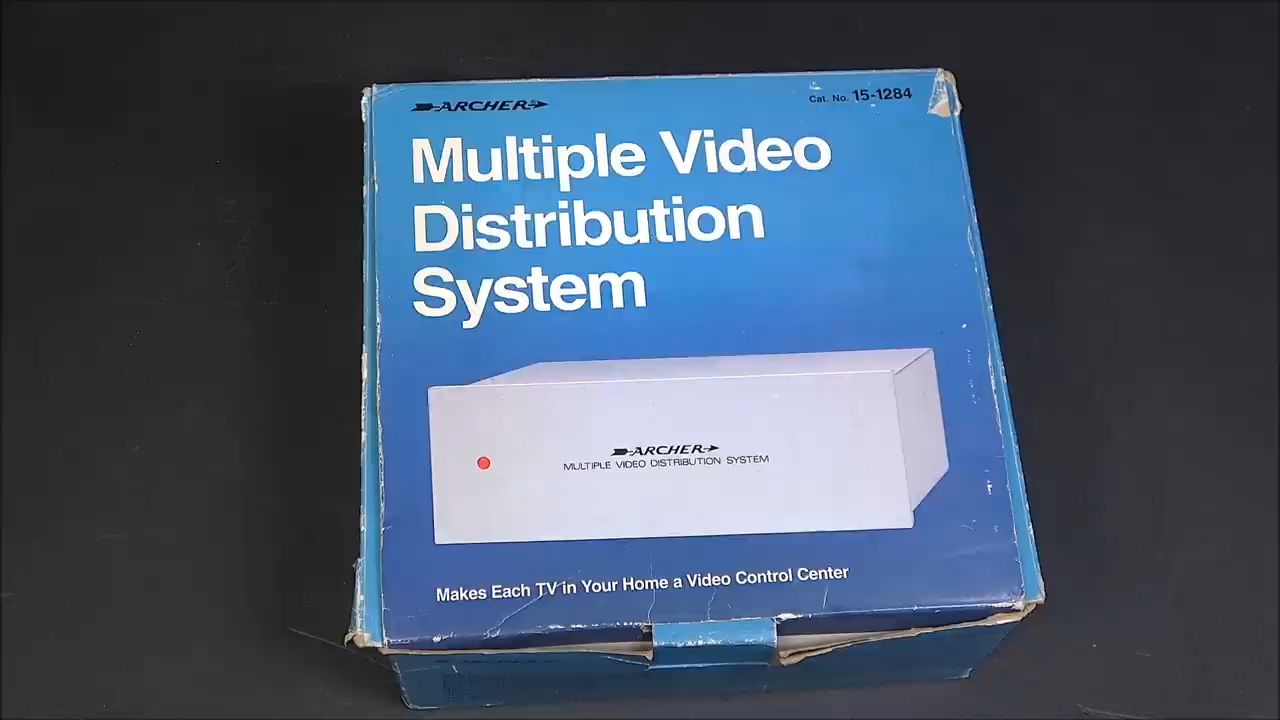 ARCHER
Cat. No. 15-1284
Multiple Video
Distribution
System
ARCHER
MULTIPLE VIDEO DISTRIBUTION SYSTEM
Makes Each TV in Your Home a Video Control Center